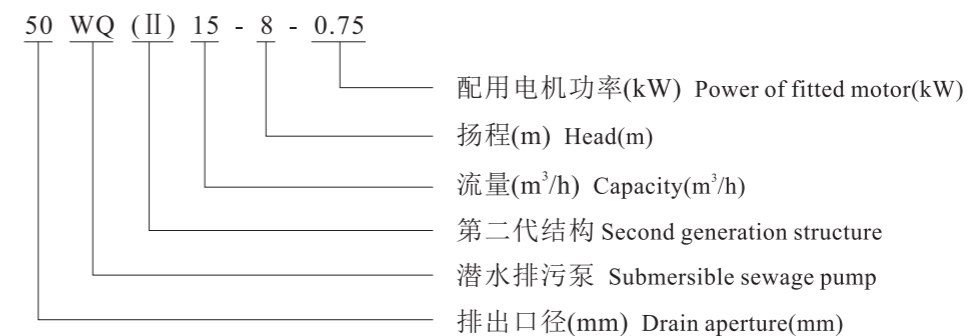 50 WQ (Ⅱ) 15 - 8 - 0.75
配用电机功率(kW) Power of fitted motor(kW)
扬程(m) Head(m)
流量(m³/h) Capacity(m³/h)
第二代结构 Second generation structure
潜水排污泵 Submersible sewage pump
排出口径(mm) Drain aperture(mm)